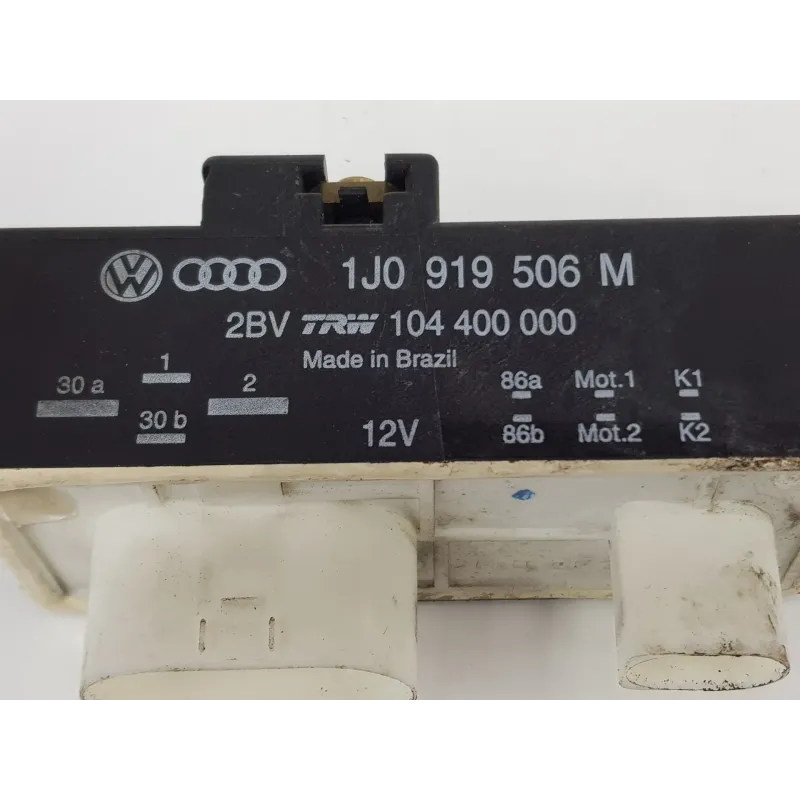 1J0 919 506 M
2BV TRW 104 400 000
Made in Brazil
30 a 1 2
30 b
12V
86a Mot.1 K1
86b Mot.2 K2